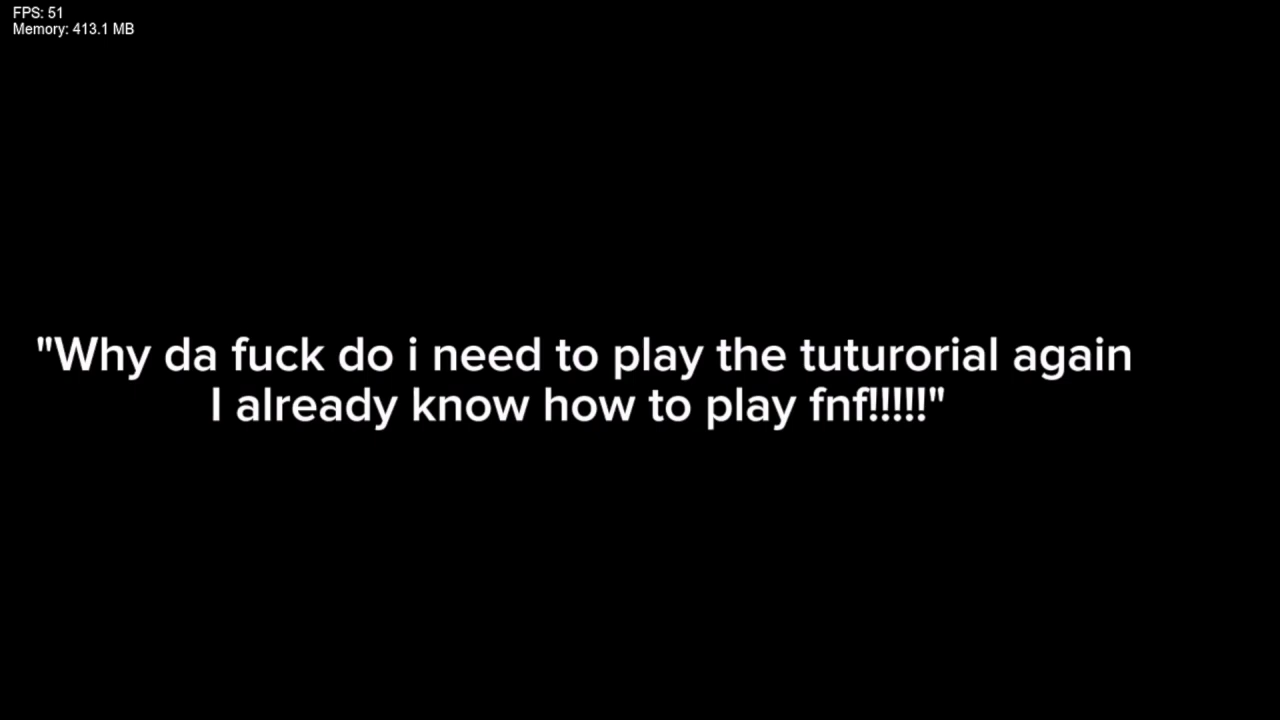 FPS: 51
Memory: 413.1 MB
"Why da fuck do i need to play the tuturorial again
I already know how to play fnf!!!!!"